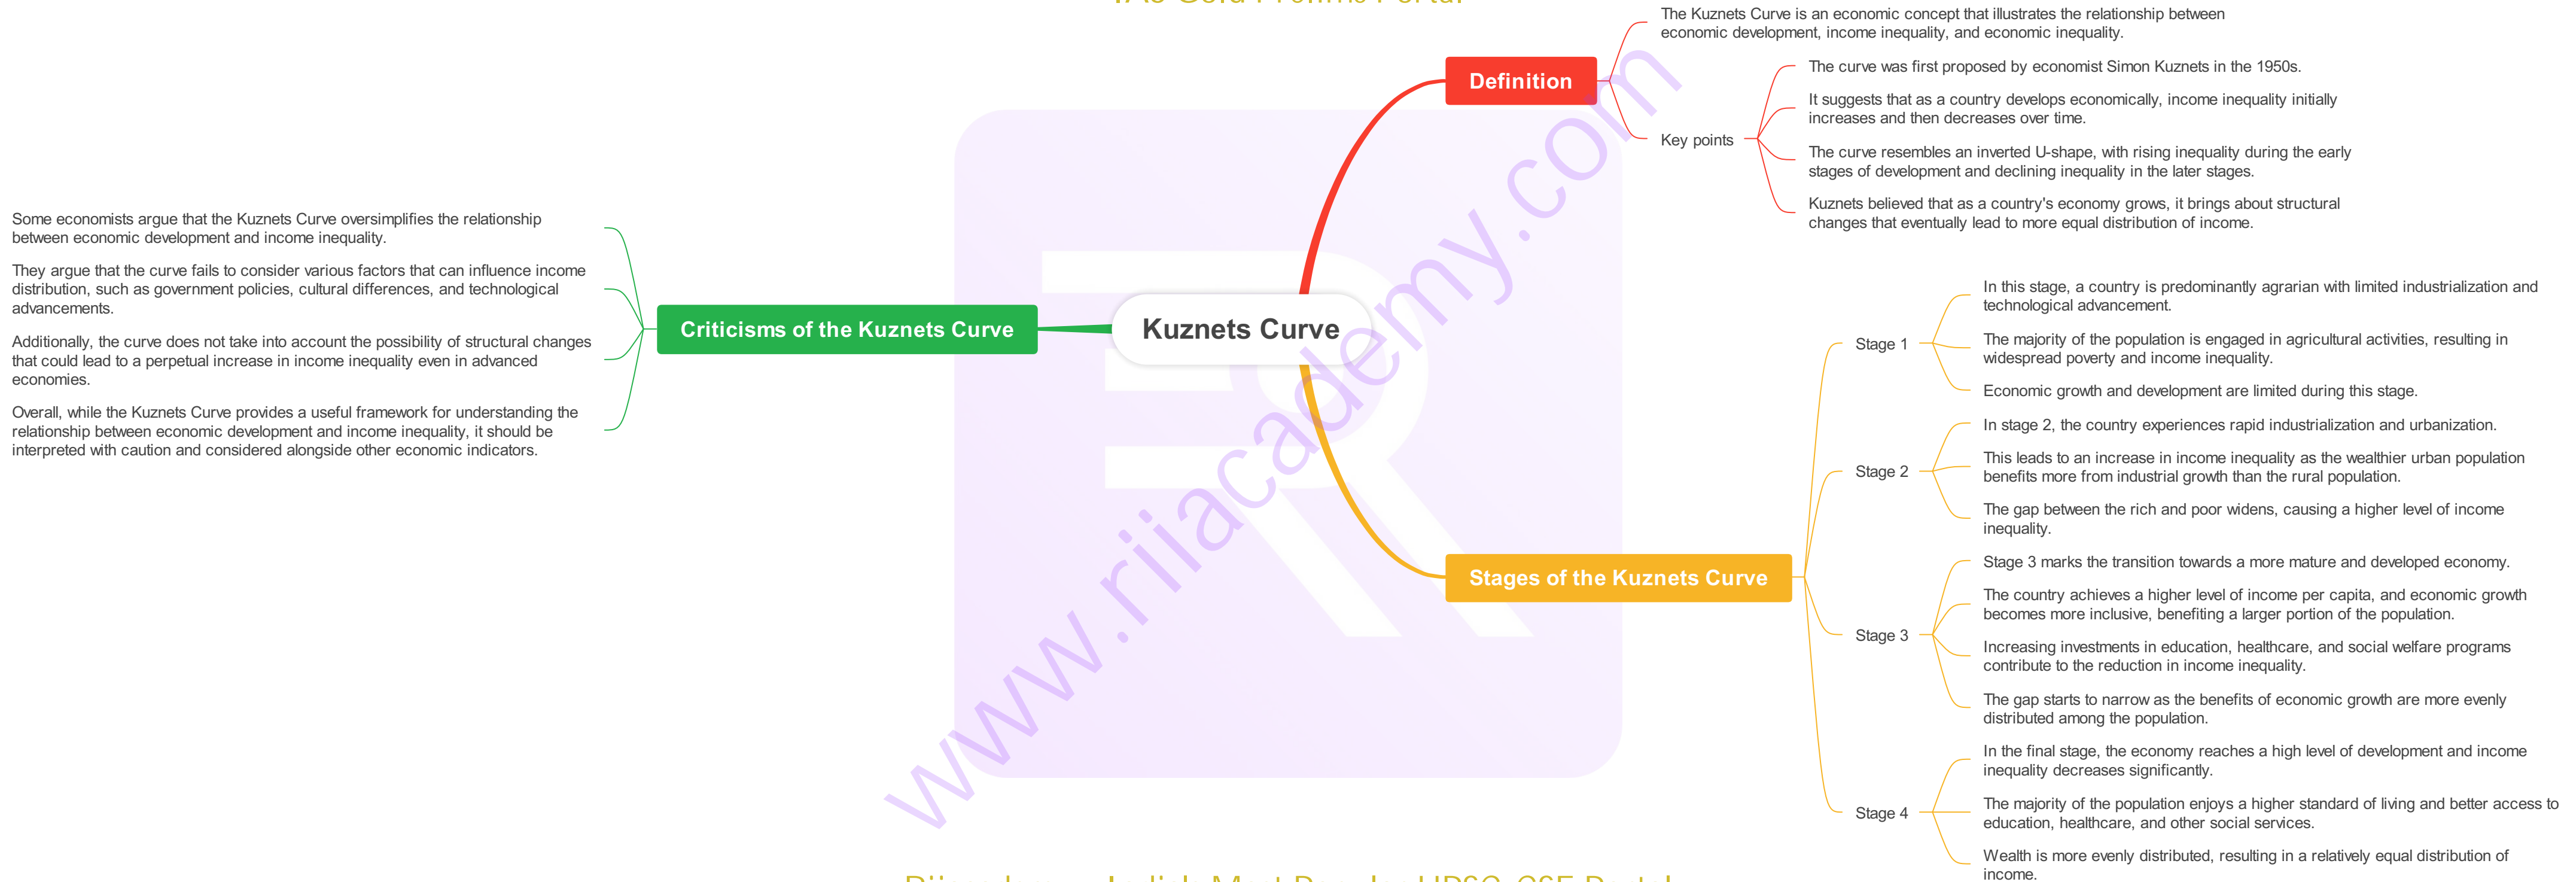 Kuznets Curve
Definition
The Kuznets Curve is an economic concept that illustrates the relationship between
economic development, income inequality, and economic inequality.
Key points
The curve was first proposed by economist Simon Kuznets in the 1950s.
It suggests that as a country develops economically, income inequality initially
increases and then decreases over time.
The curve resembles an inverted U-shape, with rising inequality during the early
stages of development and declining inequality in the later stages.
Kuznets believed that as a country's economy grows, it brings about structural
changes that eventually lead to more equal distribution of income.
Stages of the Kuznets Curve
Stage 1
In this stage, a country is predominantly agrarian with limited industrialization and
technological advancement.
The majority of the population is engaged in agricultural activities, resulting in
widespread poverty and income inequality.
Economic growth and development are limited during this stage.
Stage 2
In stage 2, the country experiences rapid industrialization and urbanization.
This leads to an increase in income inequality as the wealthier urban population
benefits more from industrial growth than the rural population.
The gap between the rich and poor widens, causing a higher level of income
inequality.
Stage 3
Stage 3 marks the transition towards a more mature and developed economy.
The country achieves a higher level of income per capita, and economic growth
becomes more inclusive, benefiting a larger portion of the population.
Increasing investments in education, healthcare, and social welfare programs
contribute to the reduction in income inequality.
The gap starts to narrow as the benefits of economic growth are more evenly
distributed among the population.
Stage 4
In the final stage, the economy reaches a high level of development and income
inequality decreases significantly.
The majority of the population enjoys a higher standard of living and better access to
education, healthcare, and other social services.
Wealth is more evenly distributed, resulting in a relatively equal distribution of
income.
Criticisms of the Kuznets Curve
Some economists argue that the Kuznets Curve oversimplifies the relationship
between economic development and income inequality.
They argue that the curve fails to consider various factors that can influence income
distribution, such as government policies, cultural differences, and technological
advancements.
Additionally, the curve does not take into account the possibility of structural changes
that could lead to a perpetual increase in income inequality even in advanced
economies.
Overall, while the Kuznets Curve provides a useful framework for understanding the
relationship between economic development and income inequality, it should be
interpreted with caution and considered alongside other economic indicators.
www.riiacademy.com